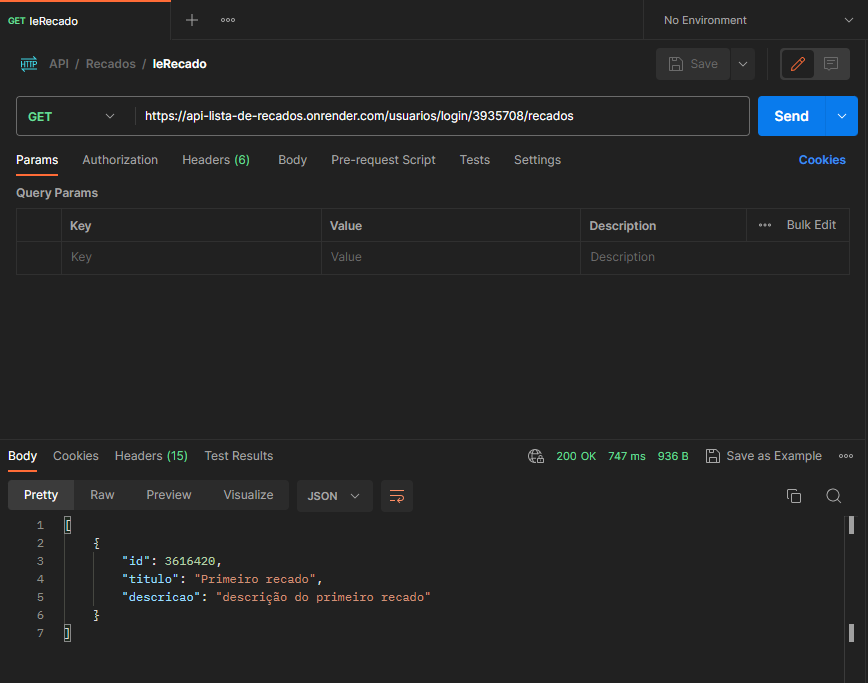 GET leRecado
No Environment
HTTP API / Recados / leRecado
Save
GET https://api-lista-de-recados.onrender.com/usuarios/login/3935708/recados Send
Params Authorization Headers (6) Body Pre-request Script Tests Settings Cookies
Query Params
Key Value Description Bulk Edit
Key Value Description
Body Cookies Headers (15) Test Results 200 OK 747 ms 936 B Save as Example
Pretty Raw Preview Visualize JSON
1 [
2 {
3 "id": 3616420,
4 "titulo": "Primeiro recado",
5 "descricao": "descrição do primeiro recado"
6 }
7 ]